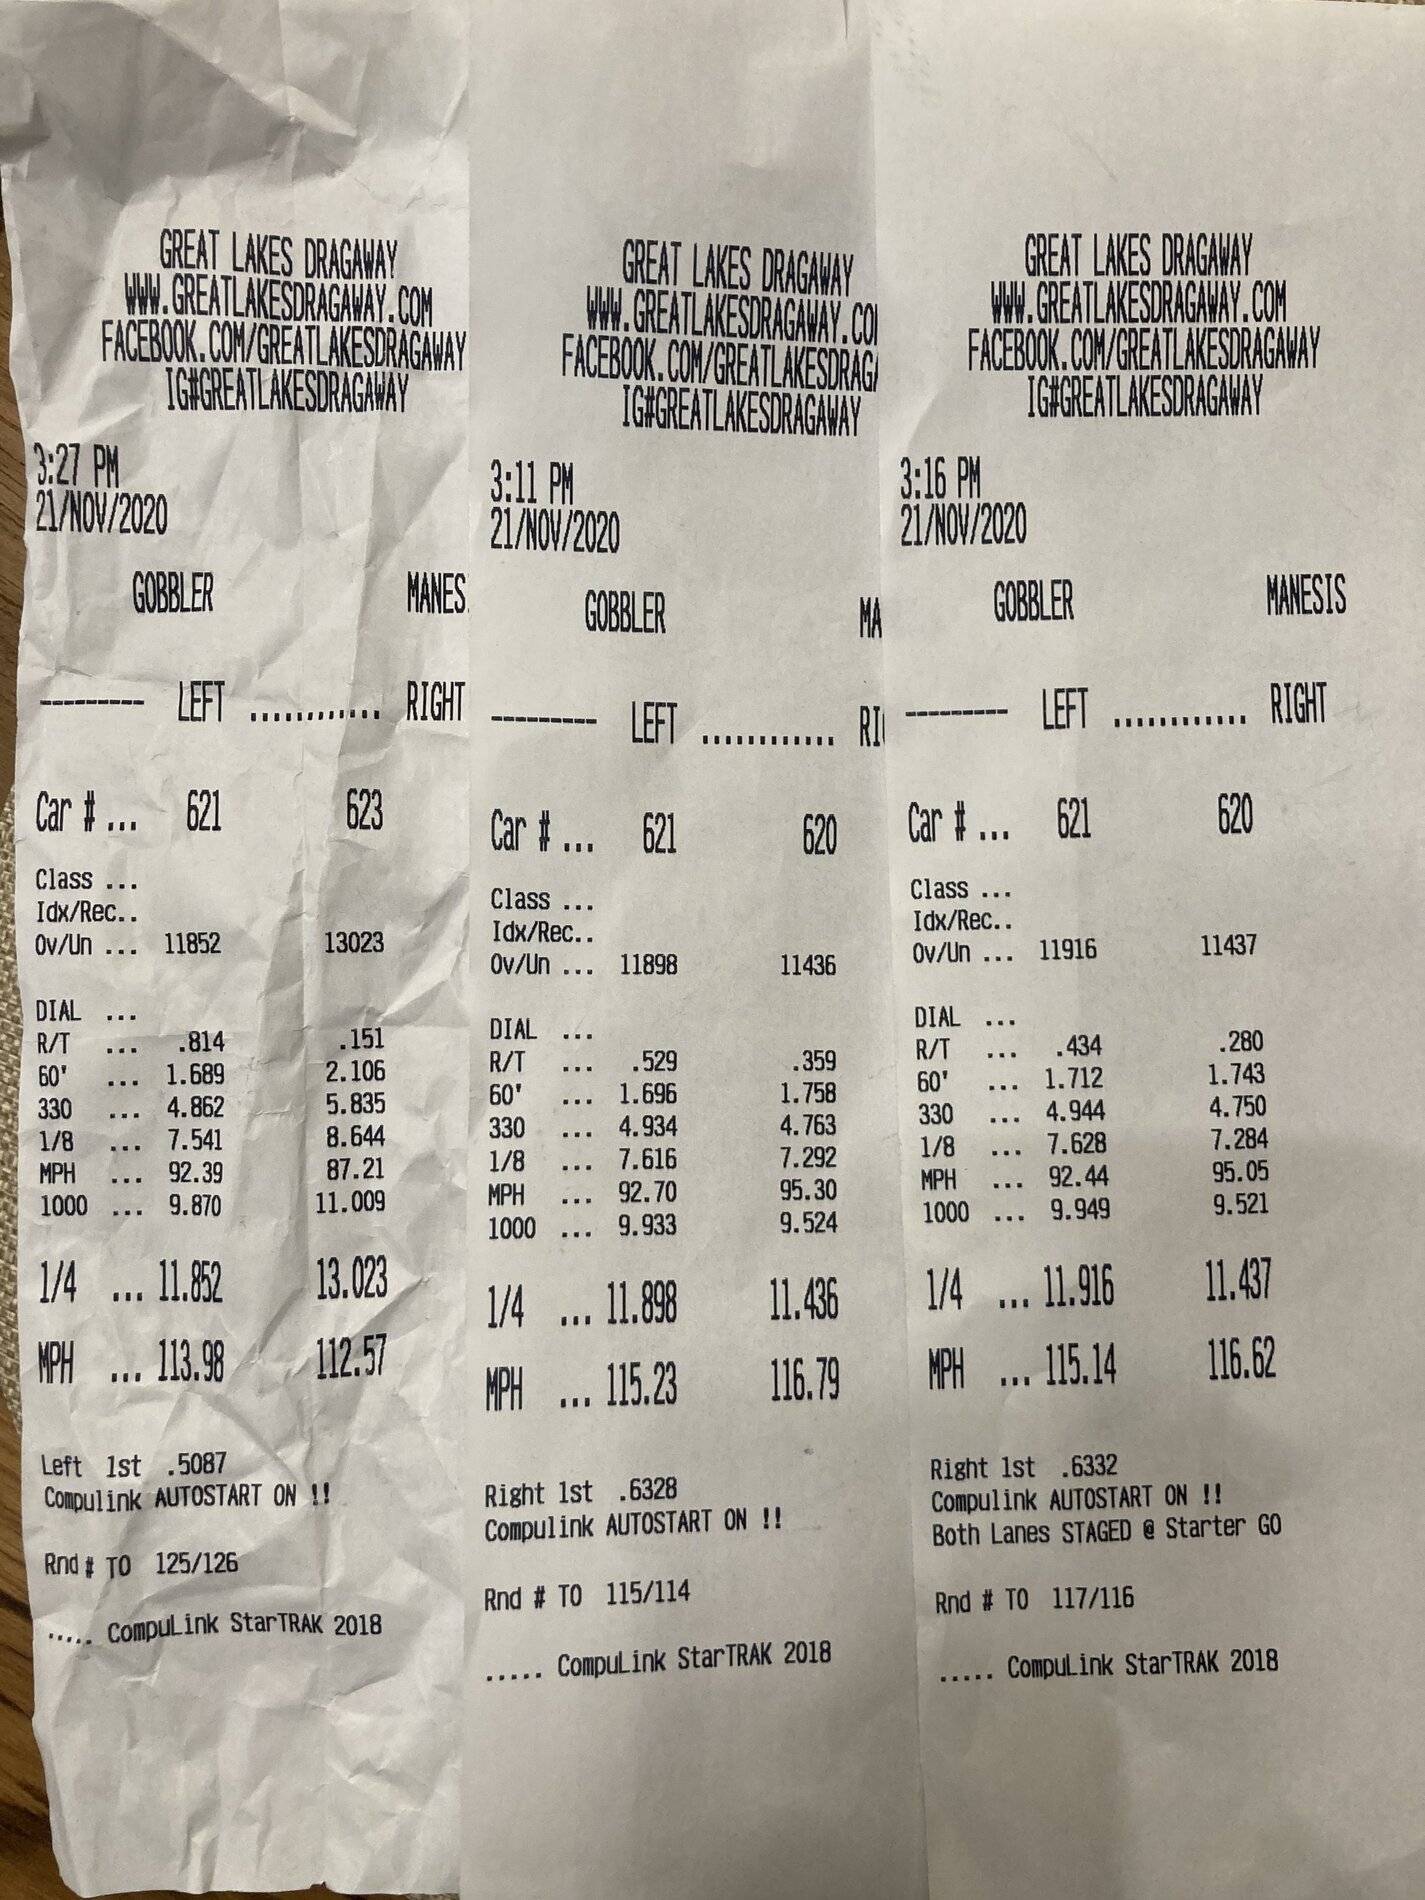 GREAT LAKES DRAGAWAY
WWW.GREATLAKESDRAGAWAY.COM
FACEBOOK.COM/GREATLAKESDRAGAWAY
IG#GREATLAKESDRAGAWAY
3:27 PM
21/NOV/2020
GOBBLER MANES
--------- LEFT ............ RIGHT
Car # ... 621 623
Class ...
Idx/Rec..
Ov/Un ... 11852 13023
DIAL ...
R/T ... .814 .151
60' ... 1.689 2.106
330 ... 4.862 5.835
1/8 ... 7.541 8.644
MPH ... 92.39 87.21
1000 ... 9.870 11.009
1/4 ... 11.852 13.023
MPH ... 113.98 112.57
Left 1st .5087
Compulink AUTOSTART ON !!
Rnd # TO 125/126
..... CompuLink StarTRAK 2018
GREAT LAKES DRAGAWAY
WWW.GREATLAKESDRAGAWAY.CO
FACEBOOK.COM/GREATLAKESDRAG
IG#GREATLAKESDRAGAWAY
3:11 PM
21/NOV/2020
GOBBLER MA
--------- LEFT ............ RI
Car # ... 621 620
Class ...
Idx/Rec..
Ov/Un ... 11898 11436
DIAL ...
R/T ... .529 .359
60' ... 1.696 1.758
330 ... 4.934 4.763
1/8 ... 7.616 7.292
MPH ... 92.70 95.30
1000 ... 9.933 9.524
1/4 ... 11.898 11.436
MPH ... 115.23 116.79
Right 1st .6328
Compulink AUTOSTART ON !!
Rnd # TO 115/114
..... CompuLink StarTRAK 2018
GREAT LAKES DRAGAWAY
WWW.GREATLAKESDRAGAWAY.COM
FACEBOOK.COM/GREATLAKESDRAGAWAY
IG#GREATLAKESDRAGAWAY
3:16 PM
21/NOV/2020
GOBBLER MANESIS
--------- LEFT ............ RIGHT
Car # ... 621 620
Class ...
Idx/Rec..
Ov/Un ... 11916 11437
DIAL ...
R/T ... .434 .280
60' ... 1.712 1.743
330 ... 4.944 4.750
1/8 ... 7.628 7.284
MPH ... 92.44 95.05
1000 ... 9.949 9.521
1/4 ... 11.916 11.437
MPH ... 115.14 116.62
Right 1st .6332
Compulink AUTOSTART ON !!
Both Lanes STAGED @ Starter GO
Rnd # TO 117/116
..... CompuLink StarTRAK 2018